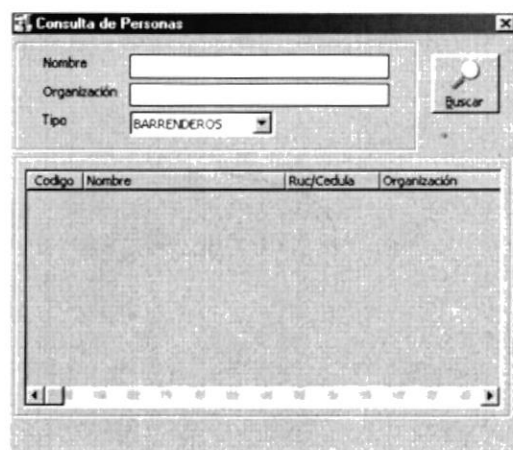 Consulta de Personas
Nombre
Organización
Tipo
BARRENDEROS
Buscar
Codigo Nombre Ruc/Cedula Organización